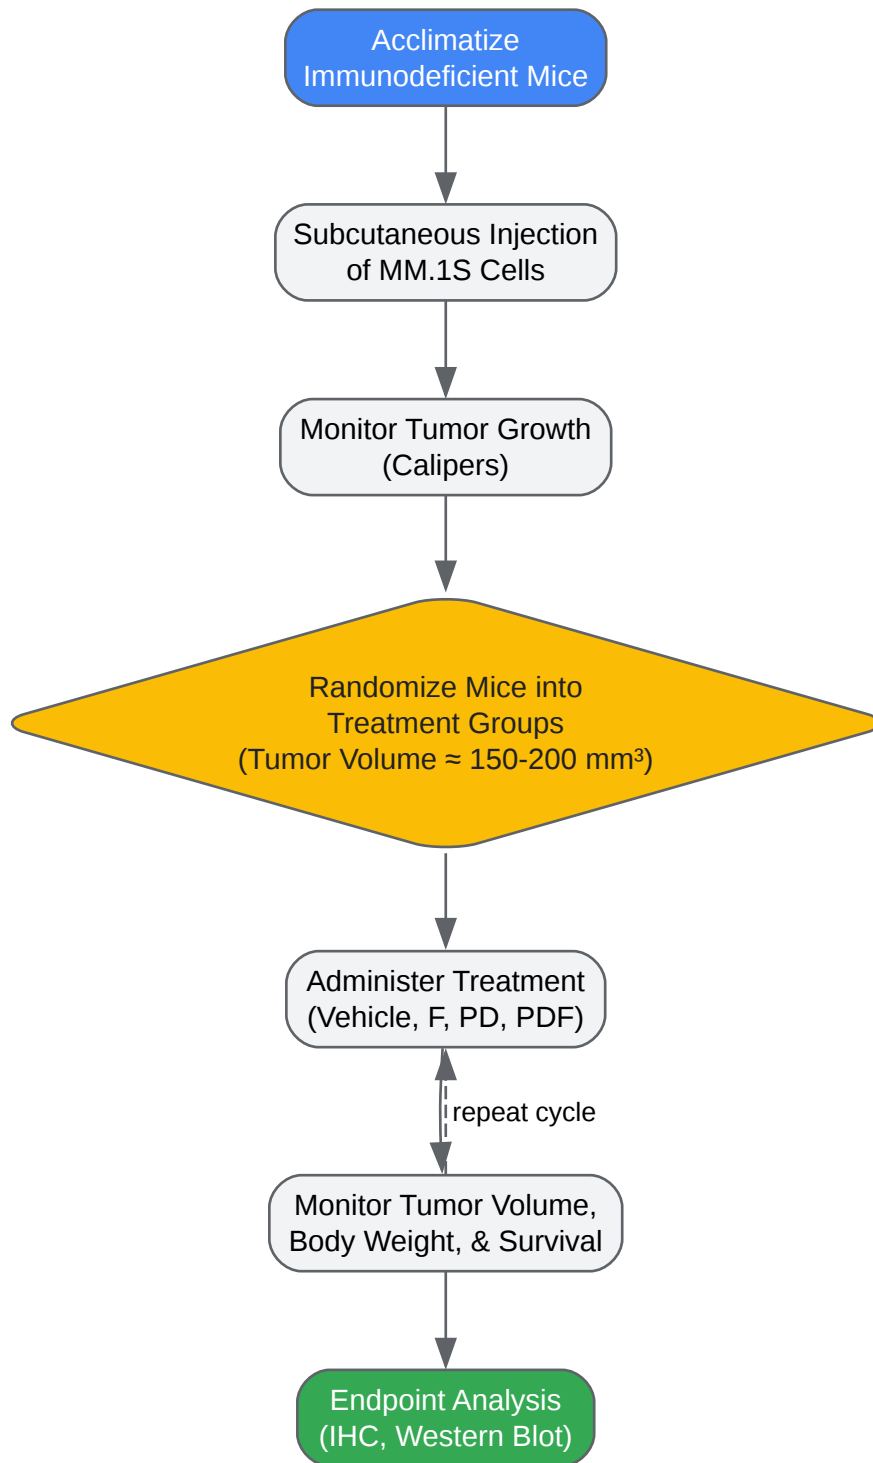 Acclimatize
Immunodeficient Mice
Subcutaneous Injection
of MM.1S Cells
Monitor Tumor Growth
(Calipers)
Randomize Mice into
Treatment Groups
(Tumor Volume ≈ 150-200 mm³)
Administer Treatment
(Vehicle, F, PD, PDF)
repeat cycle
Monitor Tumor Volume,
Body Weight, & Survival
Endpoint Analysis
(IHC, Western Blot)